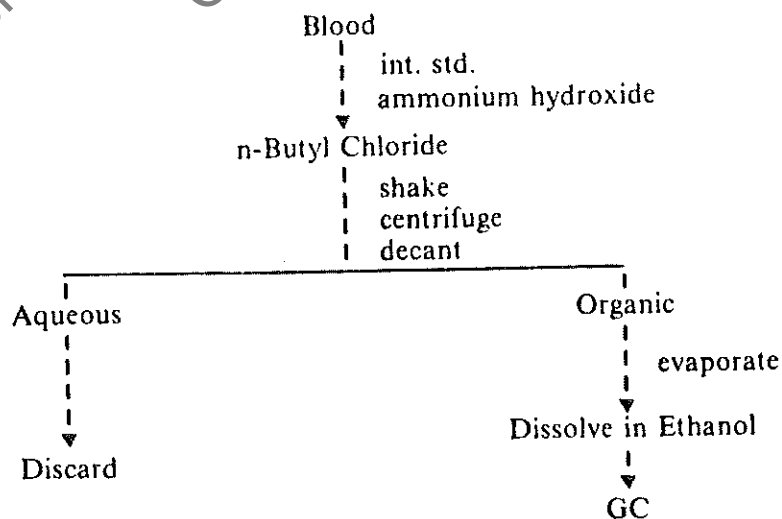 Blood
int. std.
ammonium hydroxide
n-Butyl Chloride
shake
centrifuge
decant
Aqueous
Organic
evaporate
Dissolve in Ethanol
Discard
GC